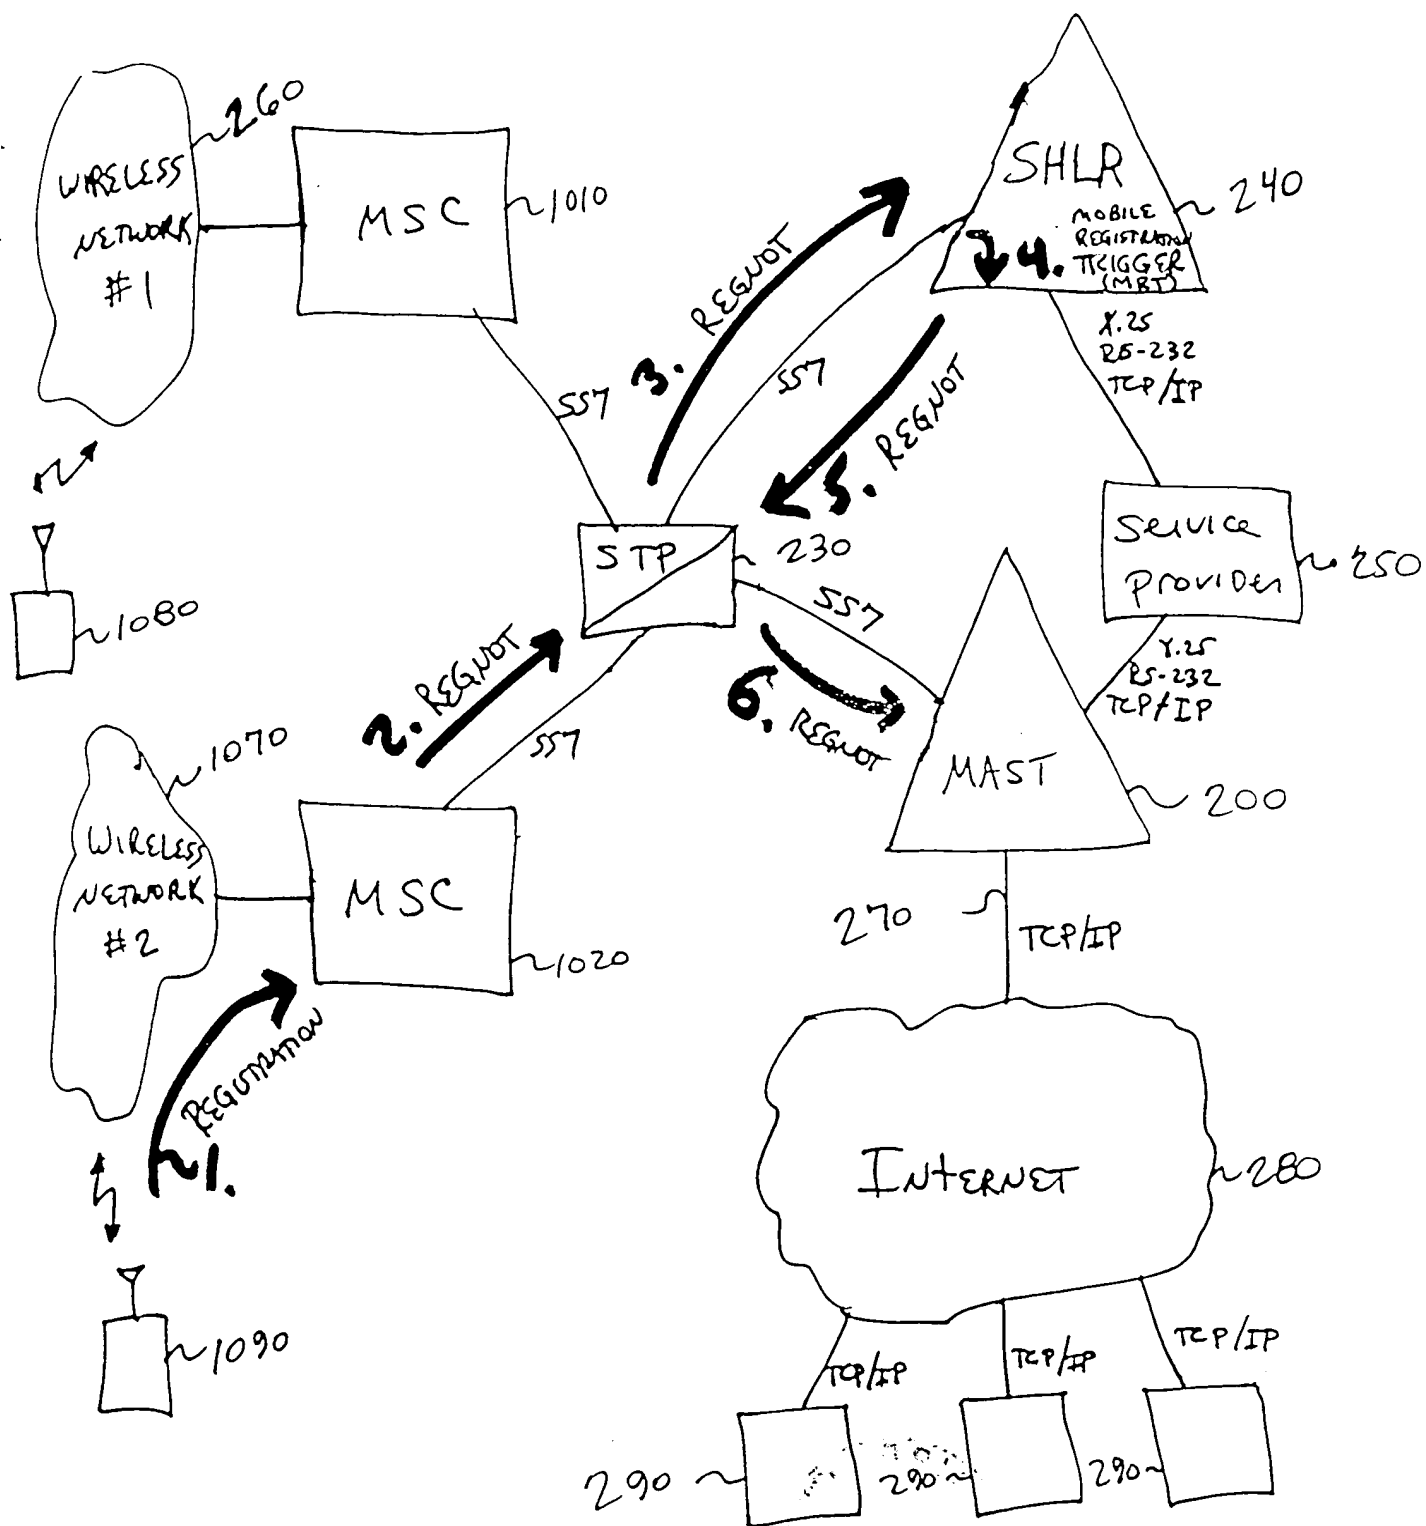 260
WIRELESS
NETWORK
#1
MSC
1010
SHLR
240
MOBILE
REGISTRATION
TRIGGER
(MRT)
4.
3. REGNOT
SS7
SS7
5. REGNOT
X.25
RS-232
TCP/IP
STP
230
Service
Provider
250
1080
SS7
X.25
RS-232
TCP/IP
2. REGNOT
6. REGNOT
SS7
1070
WIRELESS
NETWORK
#2
MSC
1020
MAST
200
270
TCP/IP
REGISTRATION
1.
INTERNET
280
1090
TCP/IP
TCP/IP
TCP/IP
290
290
290